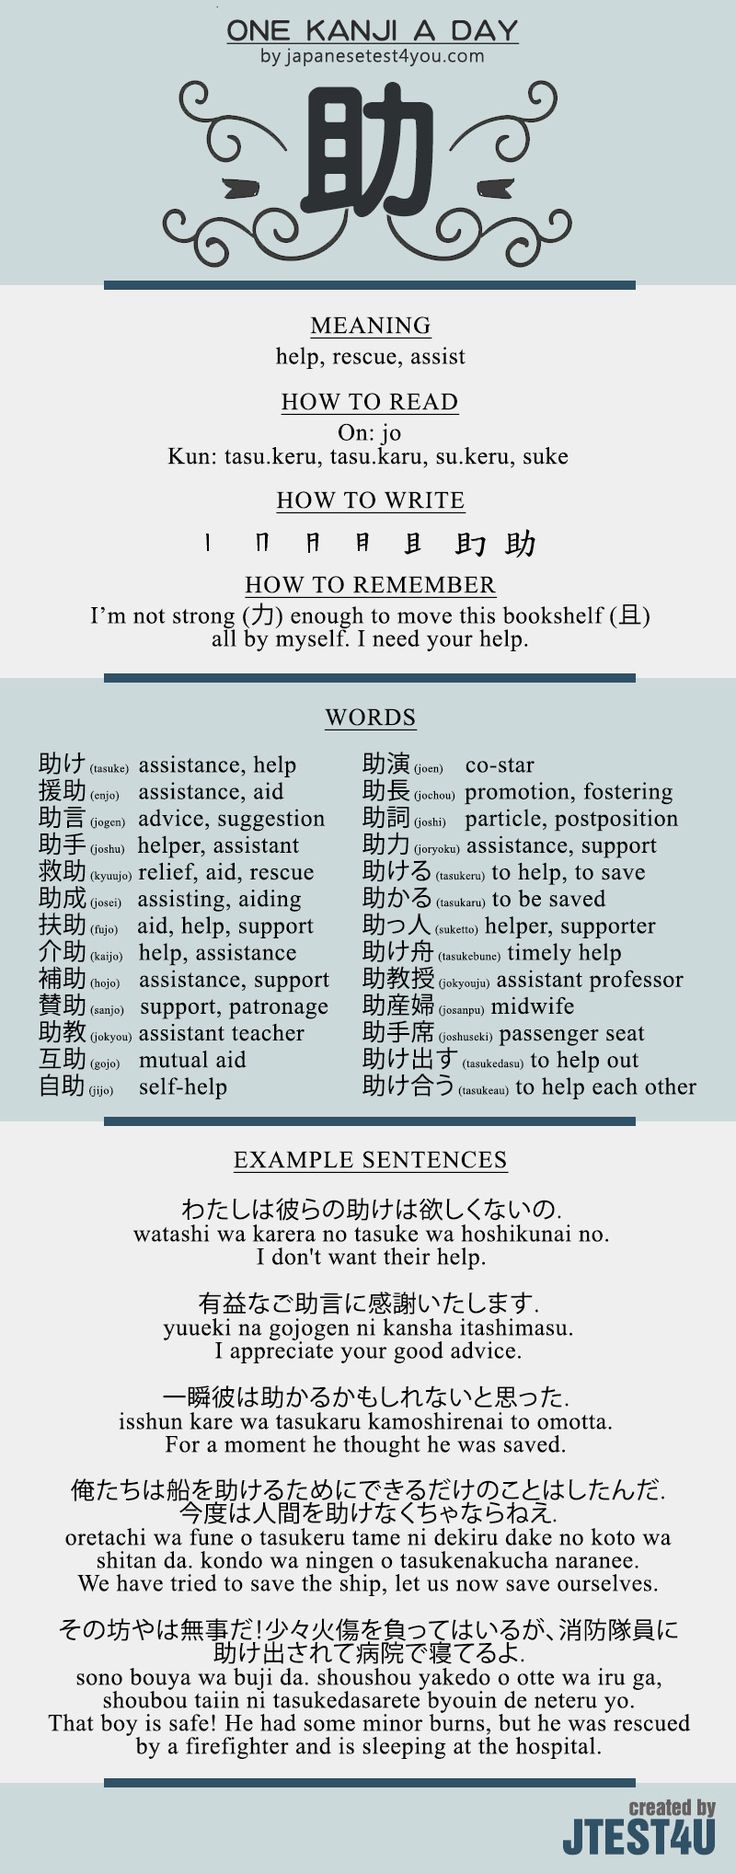 ONE KANJI A DAY
by japanesetest4you.com
助
MEANING
help, rescue, assist
HOW TO READ
On: jo
Kun: tasu.keru, tasu.karu, su.keru, suke
HOW TO WRITE
丨 冂 月 日 且 助
HOW TO REMEMBER
I'm not strong (力) enough to move this bookshelf (且)
all by myself. I need your help.
WORDS
助け (tasuke) assistance, help
援助 (enjo) assistance, aid
助言 (jogen) advice, suggestion
助手 (joshu) helper, assistant
救助 (kyuujo) relief, aid, rescue
助成 (josei) assisting, aiding
扶助 (fujo) aid, help, support
介助 (kaijo) help, assistance
補助 (hojo) assistance, support
賛助 (sanjo) support, patronage
助教 (jokyou) assistant teacher
互助 (gojo) mutual aid
自助 (jijo) self-help
助演 (joen) co-star
助長 (jochou) promotion, fostering
助詞 (joshi) particle, postposition
助力 (joryoku) assistance, support
助ける (tasukeru) to help, to save
助かる (tasukaru) to be saved
助っ人 (suketto) helper, supporter
助け舟 (tasukebune) timely help
助教授 (jokyouju) assistant professor
助産婦 (josanpu) midwife
助手席 (joshuseki) passenger seat
助け出す (tasukedasu) to help out
助け合う (tasukeau) to help each other
EXAMPLE SENTENCES
わたしは彼らの助けは欲しくないの.
watashi wa karera no tasuke wa hoshikunai no.
I don't want their help.
有益なご助言に感謝いたします.
yuueki na gojogen ni kansha itashimasu.
I appreciate your good advice.
一瞬彼は助かるかもしれないと思った.
isshun kare wa tasukaru kamoshirenai to omotta.
For a moment he thought he was saved.
俺たちは船を助けるためにできるだけのことはしたんだ.
今度は人間を助けなくちゃならねえ.
oretachi wa fune o tasukeru tame ni dekiru dake no koto wa
shitan da. kondo wa ningen o tasukenakucha naranee.
We have tried to save the ship, let us now save ourselves.
その坊やは無事だ!少々火傷を負ってはいるが、消防隊員に
助け出されて病院で寝てるよ.
sono bouya wa buji da. shoushou yakedo o otte wa iru ga,
shoubou taiin ni tasukedasarete byouin de neteru yo.
That boy is safe! He had some minor burns, but he was rescued
by a firefighter and is sleeping at the hospital.
created by
JTEST4U